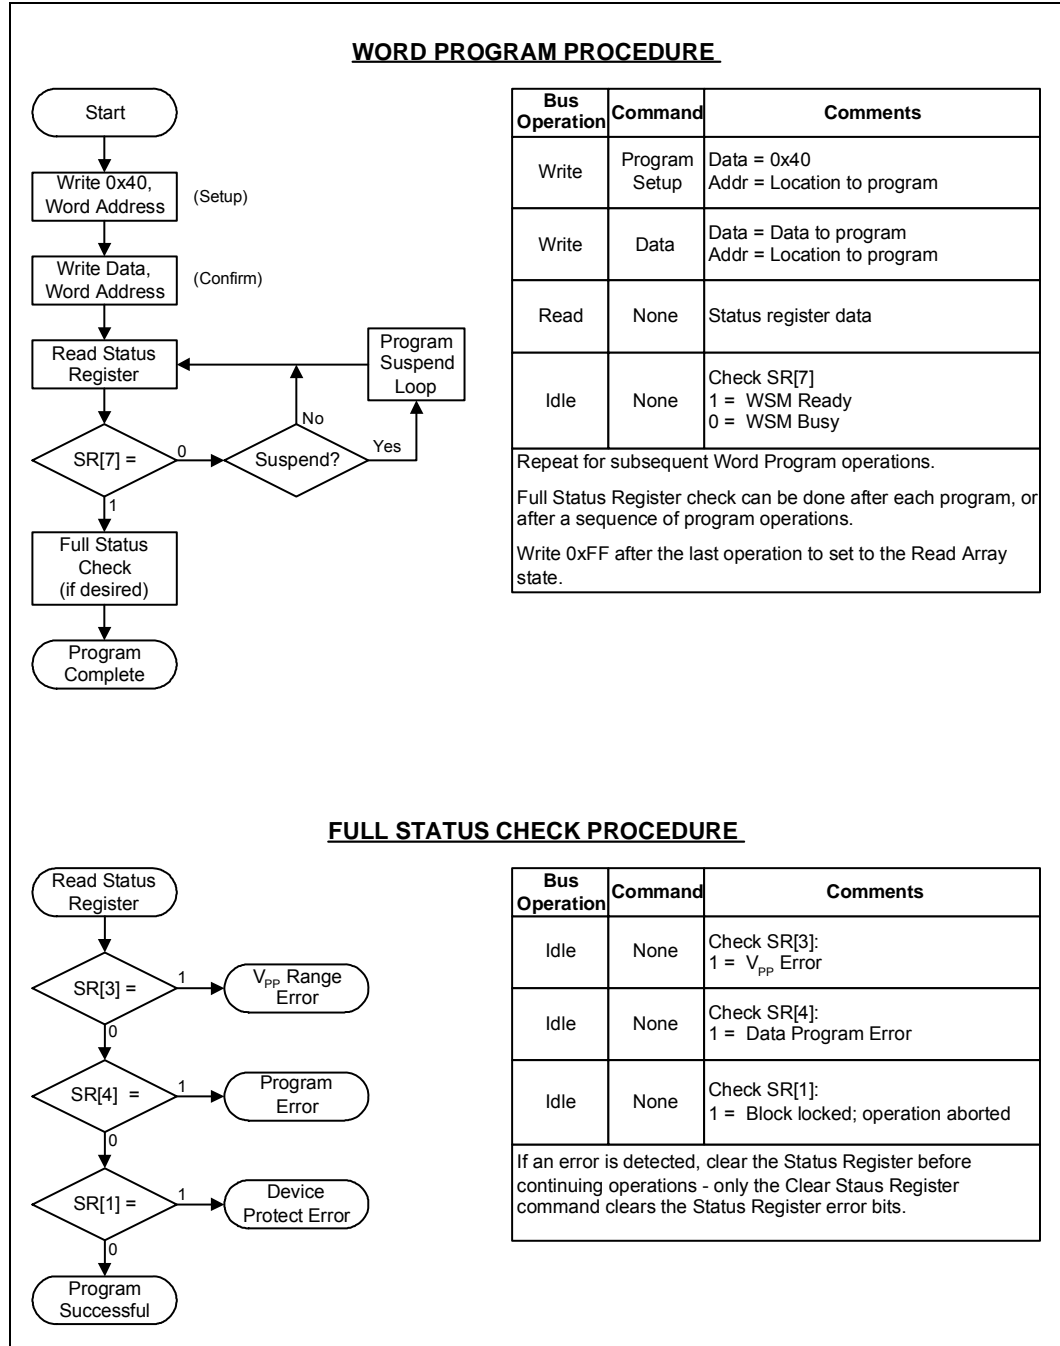 WORD PROGRAM PROCEDURE
Start
Write 0x40,
Word Address
(Setup)
Write Data,
Word Address
(Confirm)
Read Status
Register
Program
Suspend
Loop
No
SR[7] =
0
Suspend?
Yes
1
Full Status
Check
(if desired)
Program
Complete
Bus
Operation
Command
Comments
Write
Program
Setup
Data = 0x40
Addr = Location to program
Write
Data
Data = Data to program
Addr = Location to program
Read
None
Status register data
Idle
None
Check SR[7]
1 = WSM Ready
0 = WSM Busy
Repeat for subsequent Word Program operations.
Full Status Register check can be done after each program, or
after a sequence of program operations.
Write 0xFF after the last operation to set to the Read Array
state.
FULL STATUS CHECK PROCEDURE
Read Status
Register
SR[3] =
1
VPP Range
Error
0
SR[4] =
1
Program
Error
0
SR[1] =
1
Device
Protect Error
0
Program
Successful
Bus
Operation
Command
Comments
Idle
None
Check SR[3]:
1 = VPP Error
Idle
None
Check SR[4]:
1 = Data Program Error
Idle
None
Check SR[1]:
1 = Block locked; operation aborted
If an error is detected, clear the Status Register before
continuing operations - only the Clear Staus Register
command clears the Status Register error bits.